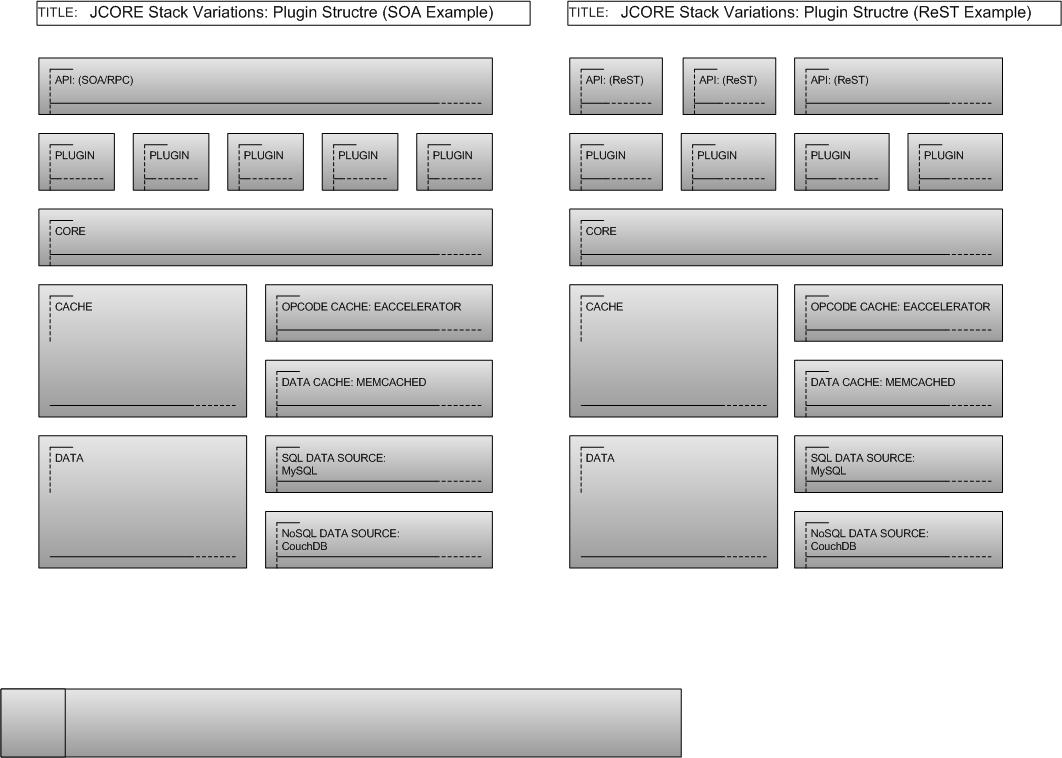 TITLE: JCORE Stack Variations: Plugin Structre (SOA Example)
API: (SOA/RPC)
PLUGIN
PLUGIN
PLUGIN
PLUGIN
PLUGIN
CORE
CACHE
OPCODE CACHE: EACCELERATOR
DATA CACHE: MEMCACHED
DATA
SQL DATA SOURCE:
MySQL
NoSQL DATA SOURCE:
CouchDB
TITLE: JCORE Stack Variations: Plugin Structre (ReST Example)
API: (ReST)
API: (ReST)
API: (ReST)
PLUGIN
PLUGIN
PLUGIN
PLUGIN
CORE
CACHE
OPCODE CACHE: EACCELERATOR
DATA CACHE: MEMCACHED
DATA
SQL DATA SOURCE:
MySQL
NoSQL DATA SOURCE:
CouchDB